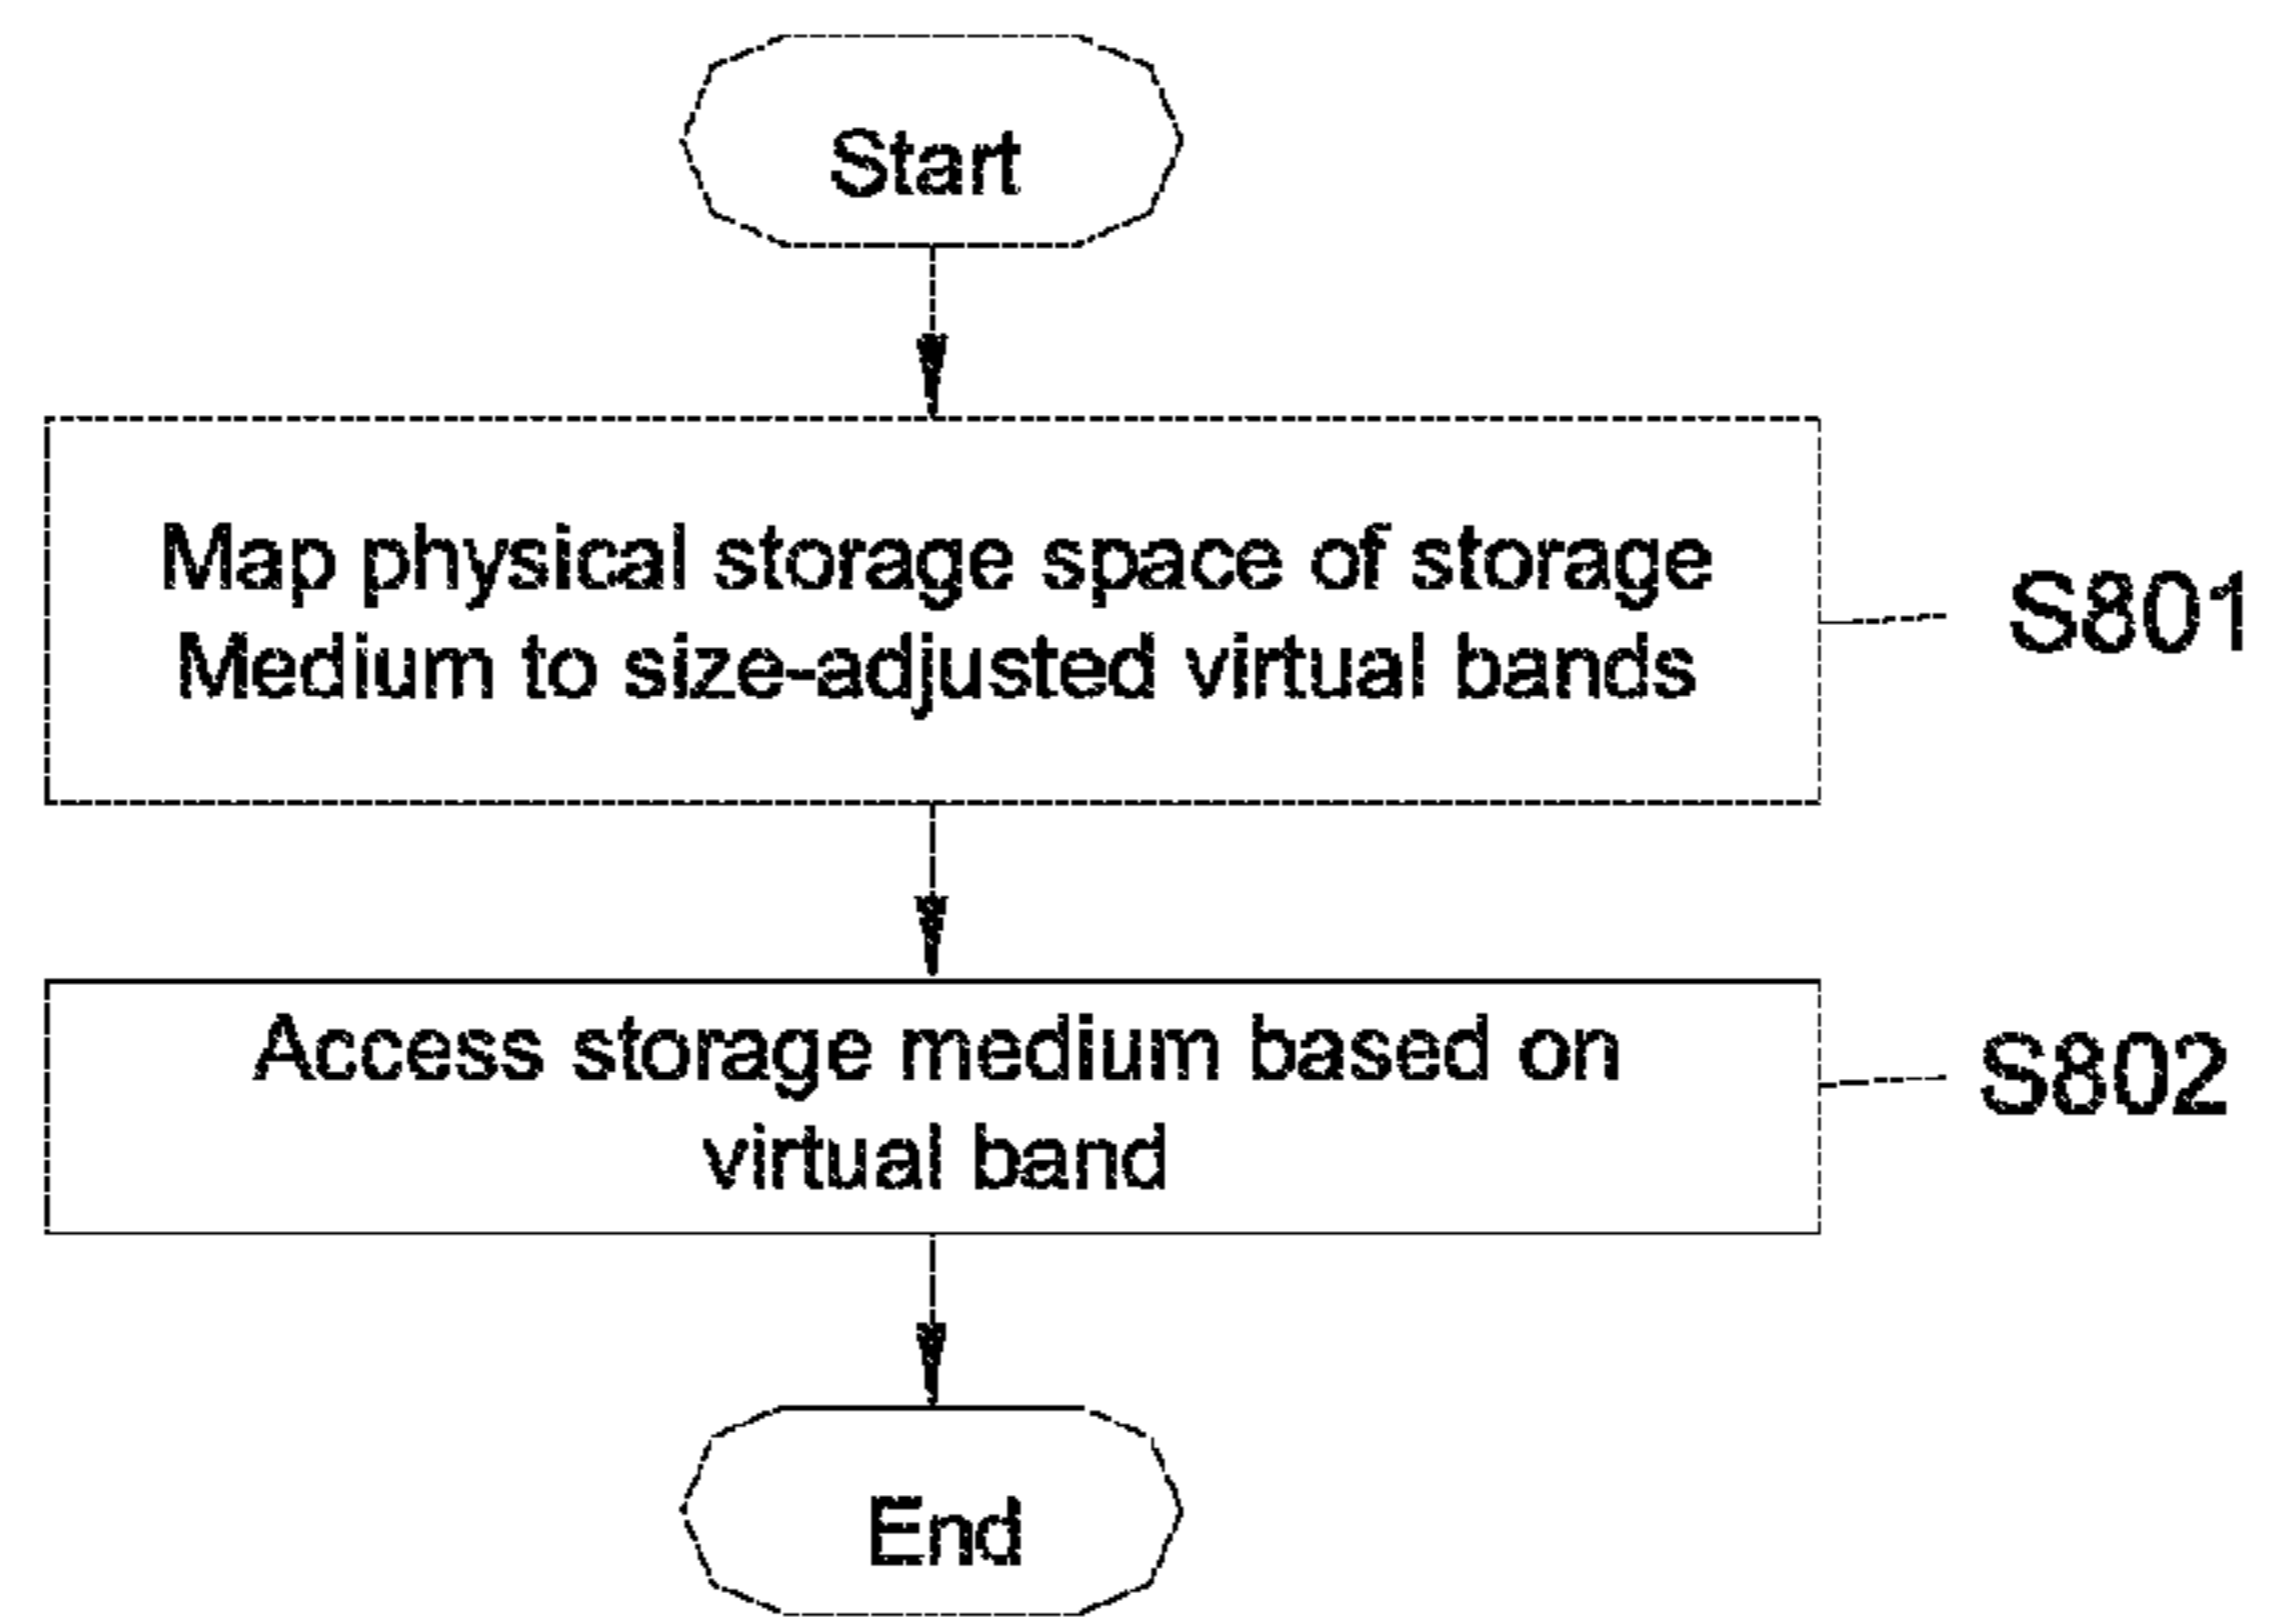 Start
Map physical storage space of storage
Medium to size-adjusted virtual bands
S801
Access storage medium based on
virtual band
S802
End